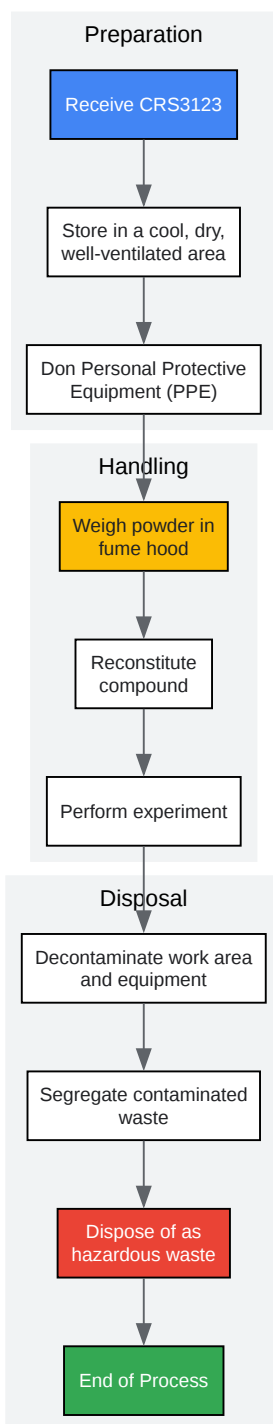 Preparation
Receive CRS3123
Store in a cool, dry,
well-ventilated area
Don Personal Protective
Equipment (PPE)
Handling
Weigh powder in
fume hood
Reconstitute
compound
Perform experiment
Disposal
Decontaminate work area
and equipment
Segregate contaminated
waste
Dispose of as
hazardous waste
End of Process